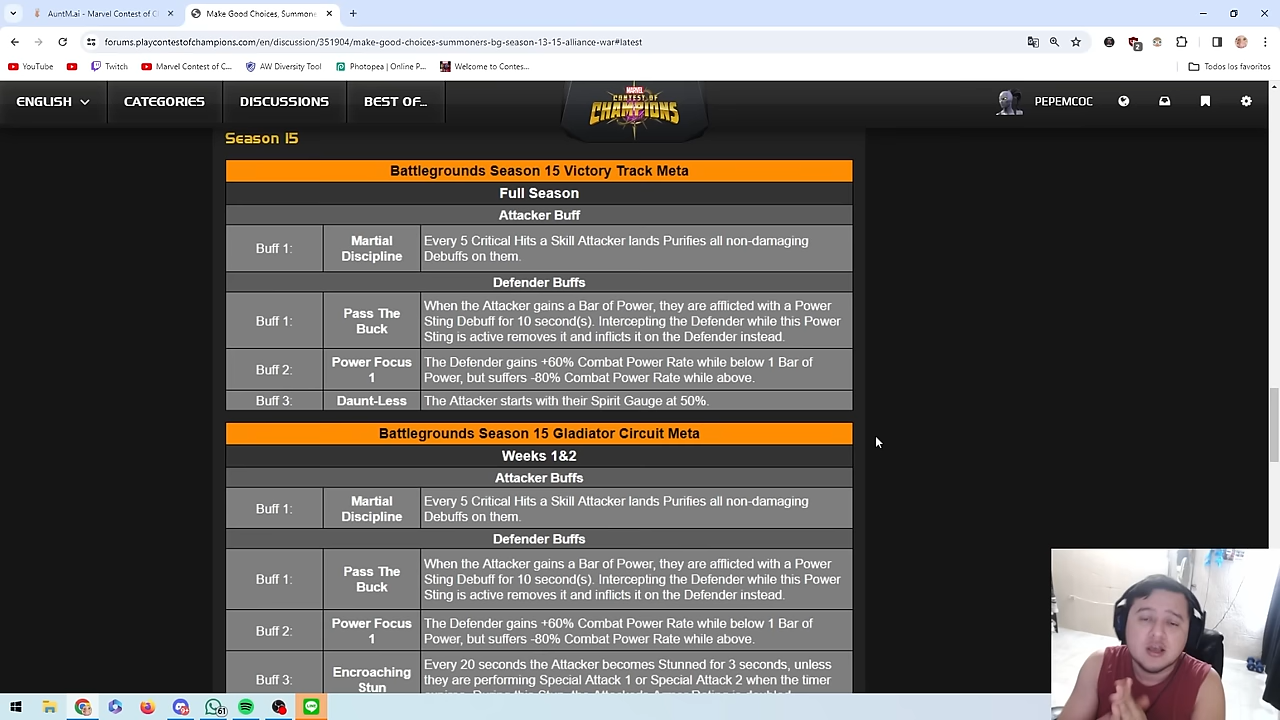 AuntM.ai - Marvel Contest of C
Make Good Choices, Summone
forums.playcontestofchampions.com/en/discussion/351904/make-good-choices-summoners-bg-season-13-15-alliance-war#latest
2
YouTube
Twitch
Marvel Contest of C...
AW Diversity Tool
Photopea | Online P...
Welcome to Contes...
Todos los favoritos
ENGLISH
CATEGORIES
DISCUSSIONS
BEST OF...
MARVEL
CONTEST OF
CHAMPIONS
PEPEMCOC
Season 15
Battlegrounds Season 15 Victory Track Meta
Full Season
Attacker Buff
Buff 1:
Martial
Discipline
Every 5 Critical Hits a Skill Attacker lands Purifies all non-damaging
Debuffs on them.
Defender Buffs
Buff 1:
Pass The
Buck
When the Attacker gains a Bar of Power, they are afflicted with a Power
Sting Debuff for 10 second(s). Intercepting the Defender while this Power
Sting is active removes it and inflicts it on the Defender instead.
Buff 2:
Power Focus
1
The Defender gains +60% Combat Power Rate while below 1 Bar of
Power, but suffers -80% Combat Power Rate while above.
Buff 3:
Daunt-Less
The Attacker starts with their Spirit Gauge at 50%.
Battlegrounds Season 15 Gladiator Circuit Meta
Weeks 1&2
Attacker Buffs
Buff 1:
Martial
Discipline
Every 5 Critical Hits a Skill Attacker lands Purifies all non-damaging
Debuffs on them.
Defender Buffs
Buff 1:
Pass The
Buck
When the Attacker gains a Bar of Power, they are afflicted with a Power
Sting Debuff for 10 second(s). Intercepting the Defender while this Power
Sting is active removes it and inflicts it on the Defender instead.
Buff 2:
Power Focus
1
The Defender gains +60% Combat Power Rate while below 1 Bar of
Power, but suffers -80% Combat Power Rate while above.
Buff 3:
Encroaching
Stun
Every 20 seconds the Attacker becomes Stunned for 3 seconds, unless
they are performing Special Attack 1 or Special Attack 2 when the timer
61